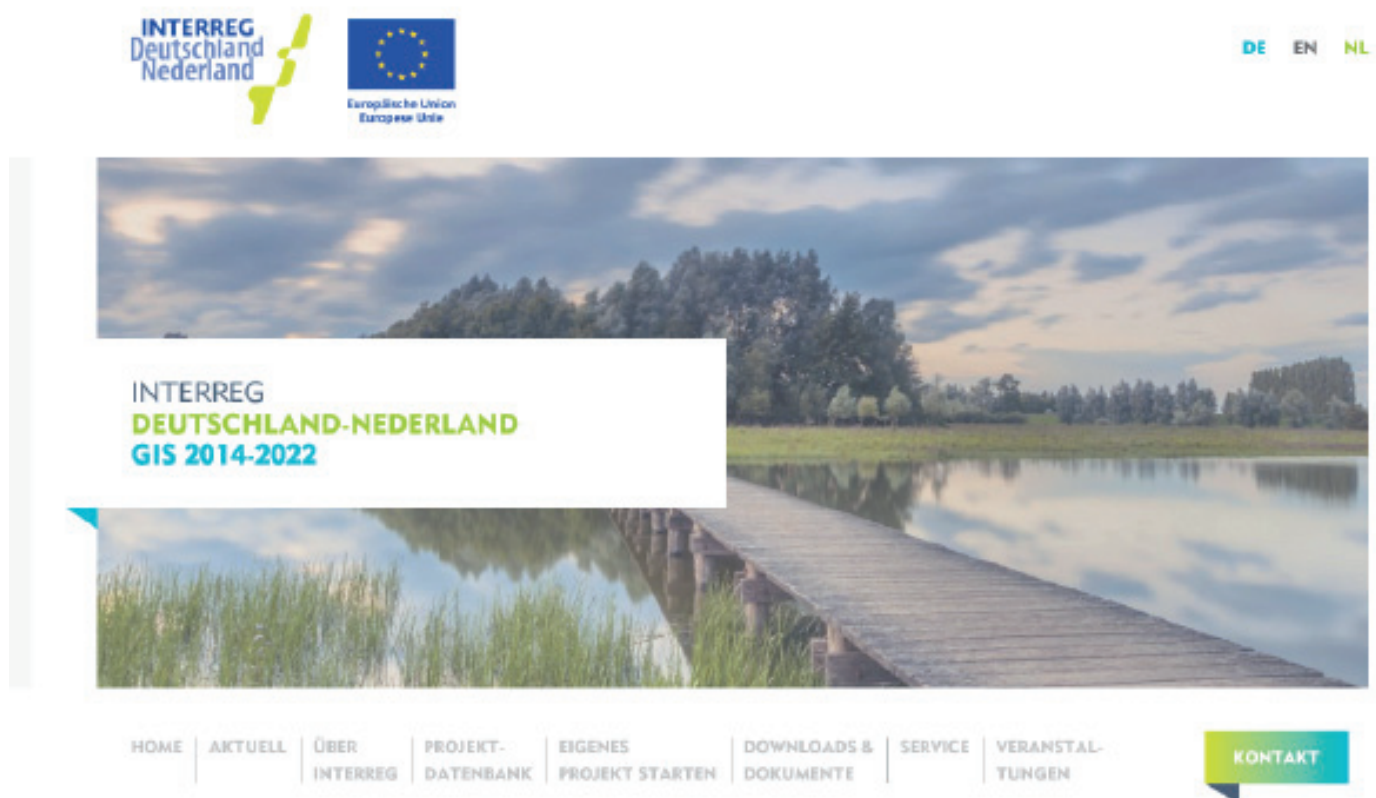 INTERREG
Deutschland
Nederland
Europäische Union
Europese Unie
DE EN NL
INTERREG
DEUTSCHLAND-NEDERLAND
GIS 2014-2022
HOME
AKTUELL
ÜBER
INTERREG
PROJEKT-
DATENBANK
EIGENES
PROJEKT STARTEN
DOWNLOADS &
DOKUMENTE
SERVICE
VERANSTAL-
TUNGEN
KONTAKT